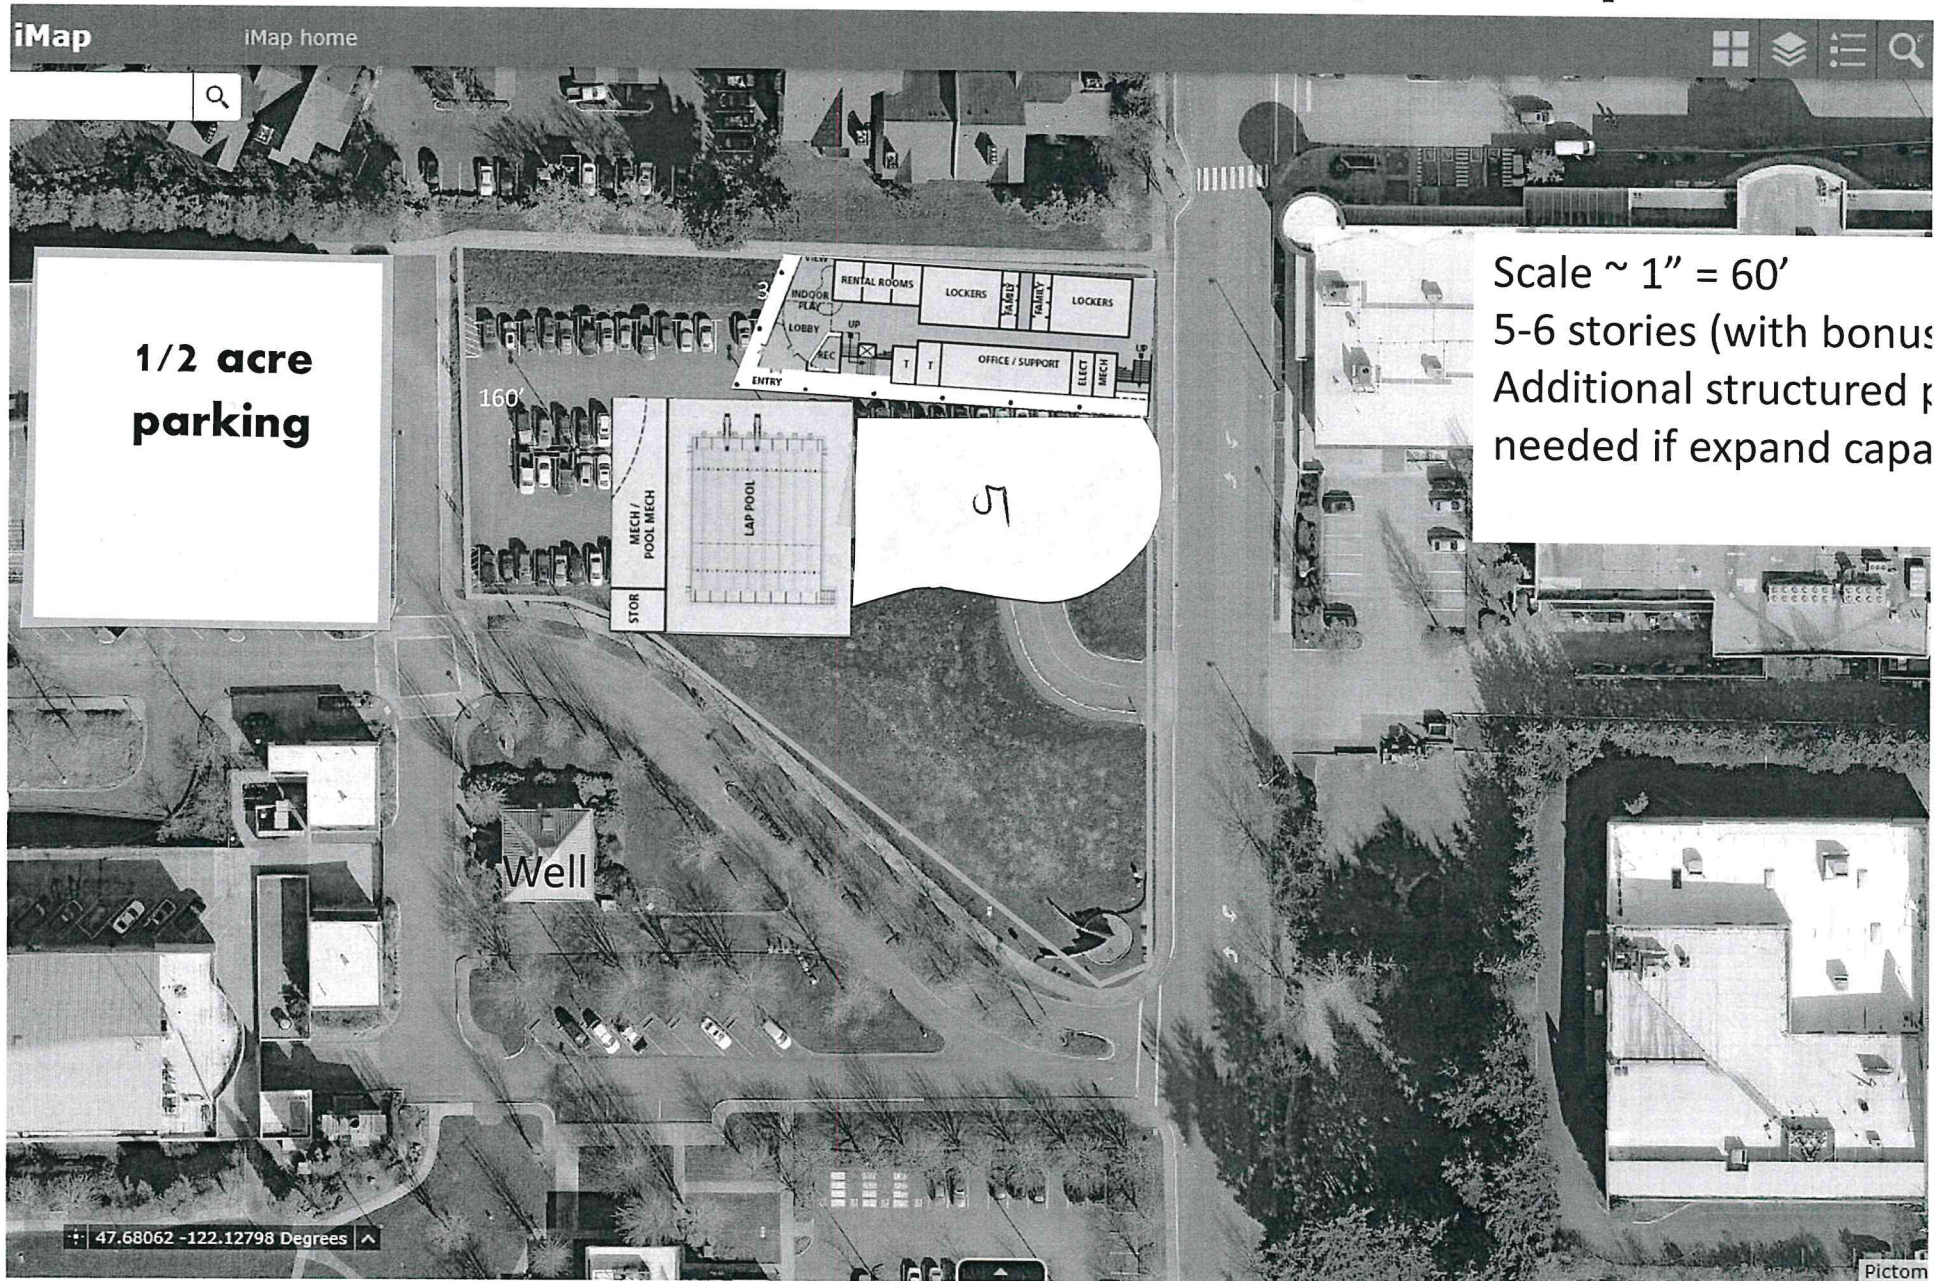 iMap
iMap home
Scale ~ 1" = 60'
5-6 stories (with bonus
Additional structured p
needed if expand capa
1/2 acre
parking
160'
3
VIEW
INDOOR
PLAY
LOBBY
UP
REC
ENTRY
RENTAL ROOMS
LOCKERS
FAMILY
FAMILY
LOCKERS
T
T
OFFICE / SUPPORT
ELECT
MECH
UP
MECH /
POOL MECH
STOR
LAP POOL
5
Well
47.68062 -122.12798 Degrees
Pictom